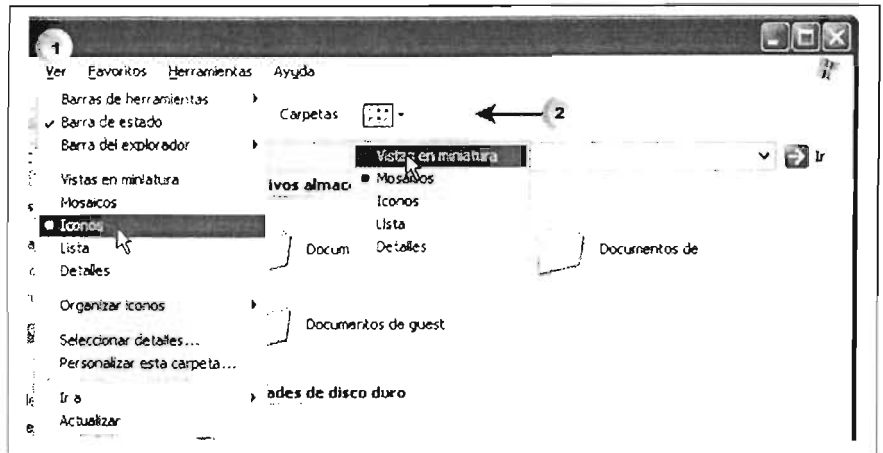 1
Ver Favoritos Herramientas Ayuda
Barras de herramientas
Barra de estado
Barra del explorador
Vistas en miniatura
Mosaicos
Iconos
Lista
Detalles
Organizar iconos
Seleccionar detalles...
Personalizar esta carpeta...
Ir a
Actualizar
Carpetas
2
Vistas en miniatura
Mosaicos
Iconos
Lista
Detalles
Ir
ivos almac
Docum
Documentos de
Documentos de guest
ades de disco duro